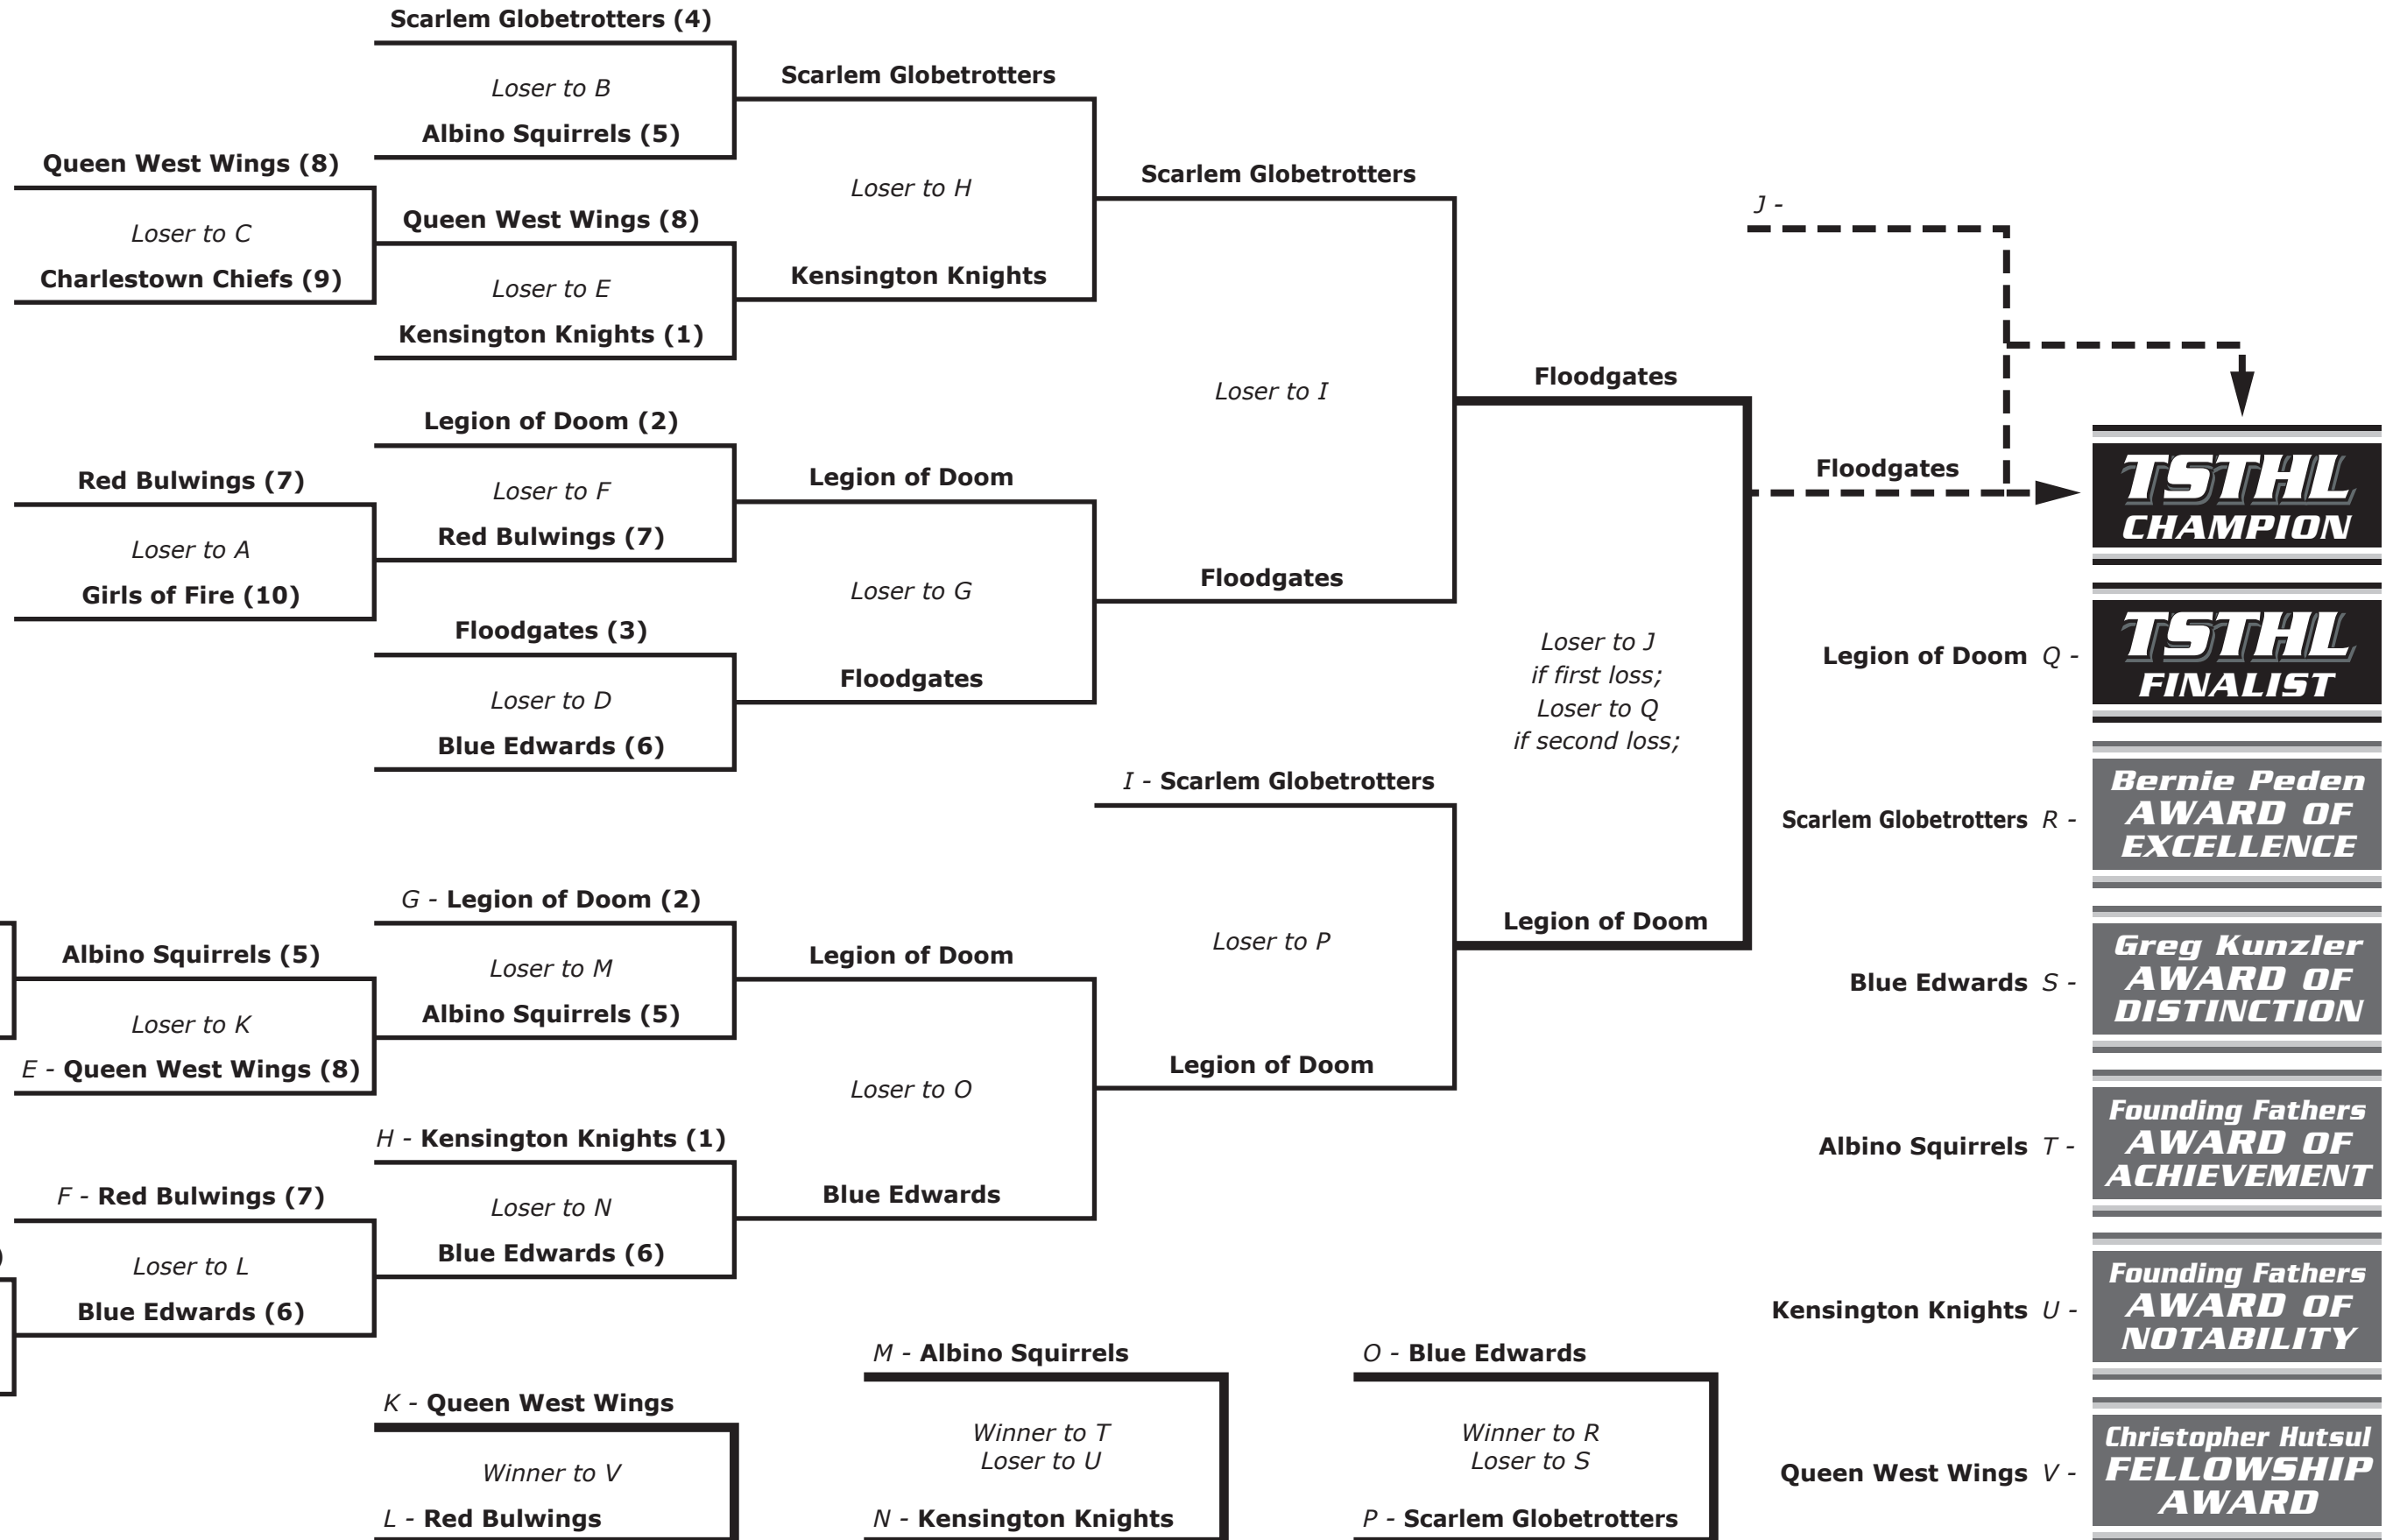 Scarlem Globetrotters (4)
Loser to B
Albino Squirrels (5)
Queen West Wings (8)
Loser to C
Charlestown Chiefs (9)
Queen West Wings (8)
Loser to E
Kensington Knights (1)
Scarlem Globetrotters
Loser to H
Kensington Knights
Red Bulwings (7)
Loser to A
Girls of Fire (10)
Legion of Doom (2)
Loser to F
Red Bulwings (7)
Floodgates (3)
Loser to D
Blue Edwards (6)
Legion of Doom
Loser to G
Floodgates
Scarlem Globetrotters
Loser to I
Floodgates
Floodgates
Loser to J
if first loss;
Loser to Q
if second loss;
Legion of Doom
J -
Floodgates
Albino Squirrels (5)
Loser to K
E - Queen West Wings (8)
F - Red Bulwings (7)
Loser to L
Blue Edwards (6)
)
G - Legion of Doom (2)
Loser to M
Albino Squirrels (5)
H - Kensington Knights (1)
Loser to N
Blue Edwards (6)
Legion of Doom
Loser to O
Blue Edwards
I - Scarlem Globetrotters
Loser to P
Legion of Doom
K - Queen West Wings
Winner to V
L - Red Bulwings
M - Albino Squirrels
Winner to T
Loser to U
N - Kensington Knights
O - Blue Edwards
Winner to R
Loser to S
P - Scarlem Globetrotters
TSTHL
CHAMPION
Legion of Doom Q -
TSTHL
FINALIST
Scarlem Globetrotters R -
Bernie Peden
AWARD OF
EXCELLENCE
Blue Edwards S -
Greg Kunzler
AWARD OF
DISTINCTION
Albino Squirrels T -
Founding Fathers
AWARD OF
ACHIEVEMENT
Kensington Knights U -
Founding Fathers
AWARD OF
NOTABILITY
Queen West Wings V -
Christopher Hutsul
FELLOWSHIP
AWARD